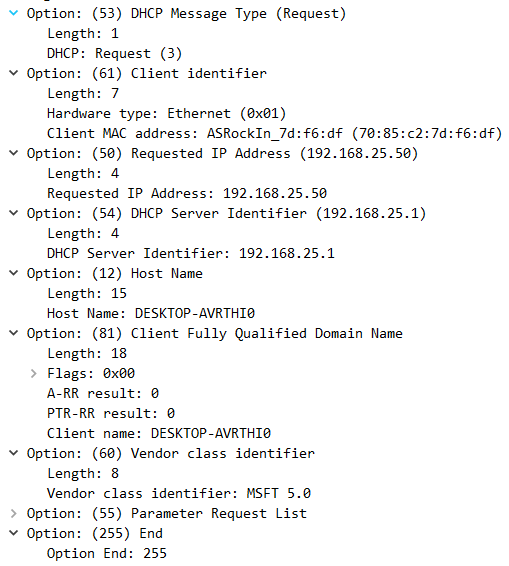 Option: (53) DHCP Message Type (Request)
Length: 1
DHCP: Request (3)
Option: (61) Client identifier
Length: 7
Hardware type: Ethernet (0x01)
Client MAC address: ASRockIn_7d:f6:df (70:85:c2:7d:f6:df)
Option: (50) Requested IP Address (192.168.25.50)
Length: 4
Requested IP Address: 192.168.25.50
Option: (54) DHCP Server Identifier (192.168.25.1)
Length: 4
DHCP Server Identifier: 192.168.25.1
Option: (12) Host Name
Length: 15
Host Name: DESKTOP-AVRTHI0
Option: (81) Client Fully Qualified Domain Name
Length: 18
Flags: 0x00
A-RR result: 0
PTR-RR result: 0
Client name: DESKTOP-AVRTHI0
Option: (60) Vendor class identifier
Length: 8
Vendor class identifier: MSFT 5.0
Option: (55) Parameter Request List
Option: (255) End
Option End: 255